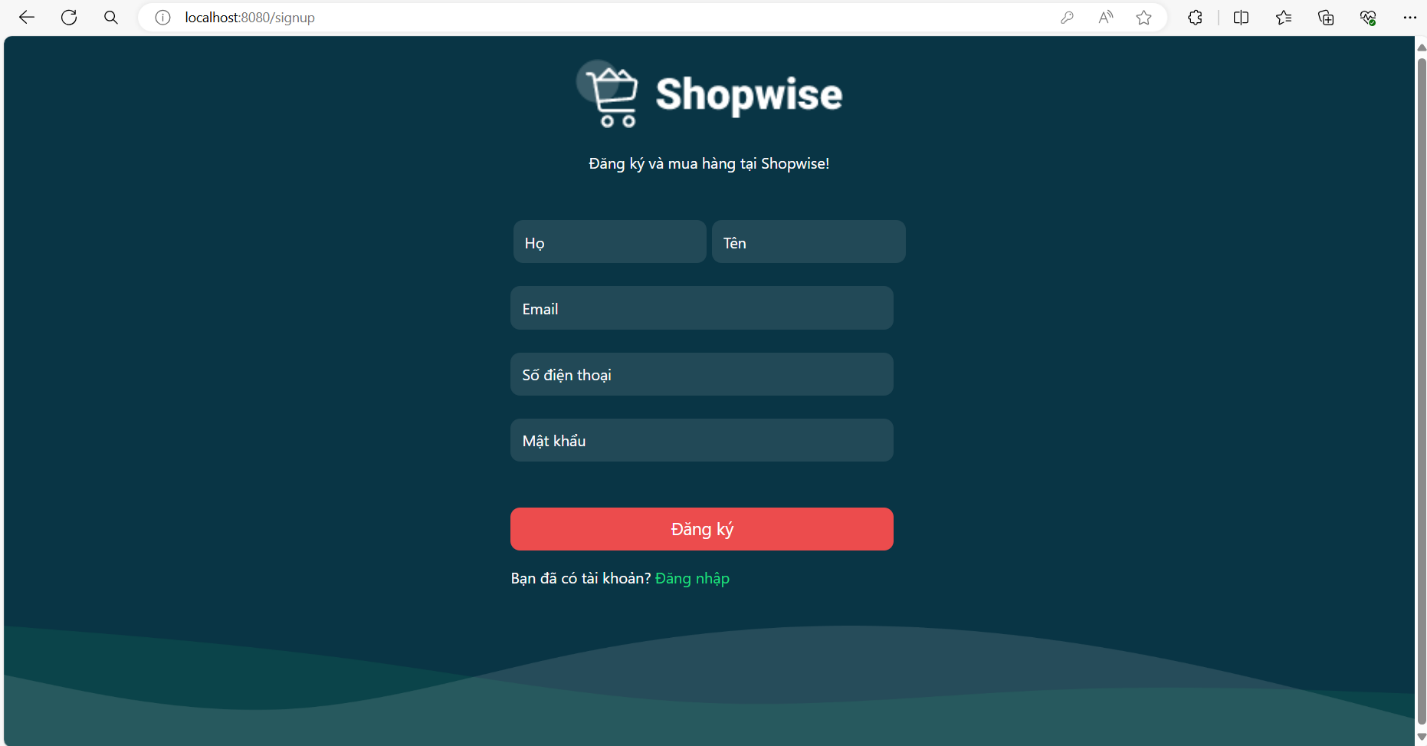 localhost:8080/signup
Shopwise
Đăng ký và mua hàng tại Shopwise!
Họ Tên
Email
Số điện thoại
Mật khẩu
Đăng ký
Bạn đã có tài khoản? Đăng nhập